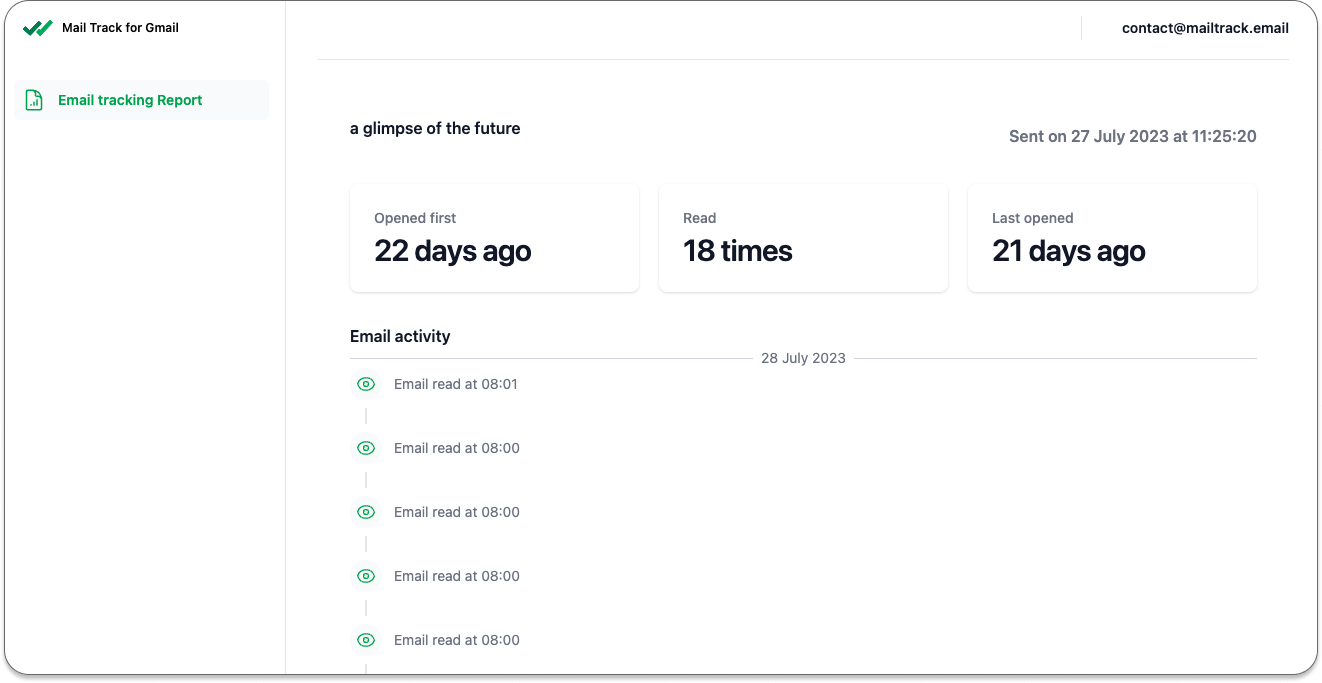 Mail Track for Gmail
contact@mailtrack.email
Email tracking Report
a glimpse of the future
Sent on 27 July 2023 at 11:25:20
Opened first
22 days ago
Read
18 times
Last opened
21 days ago
Email activity
28 July 2023
Email read at 08:01
Email read at 08:00
Email read at 08:00
Email read at 08:00
Email read at 08:00